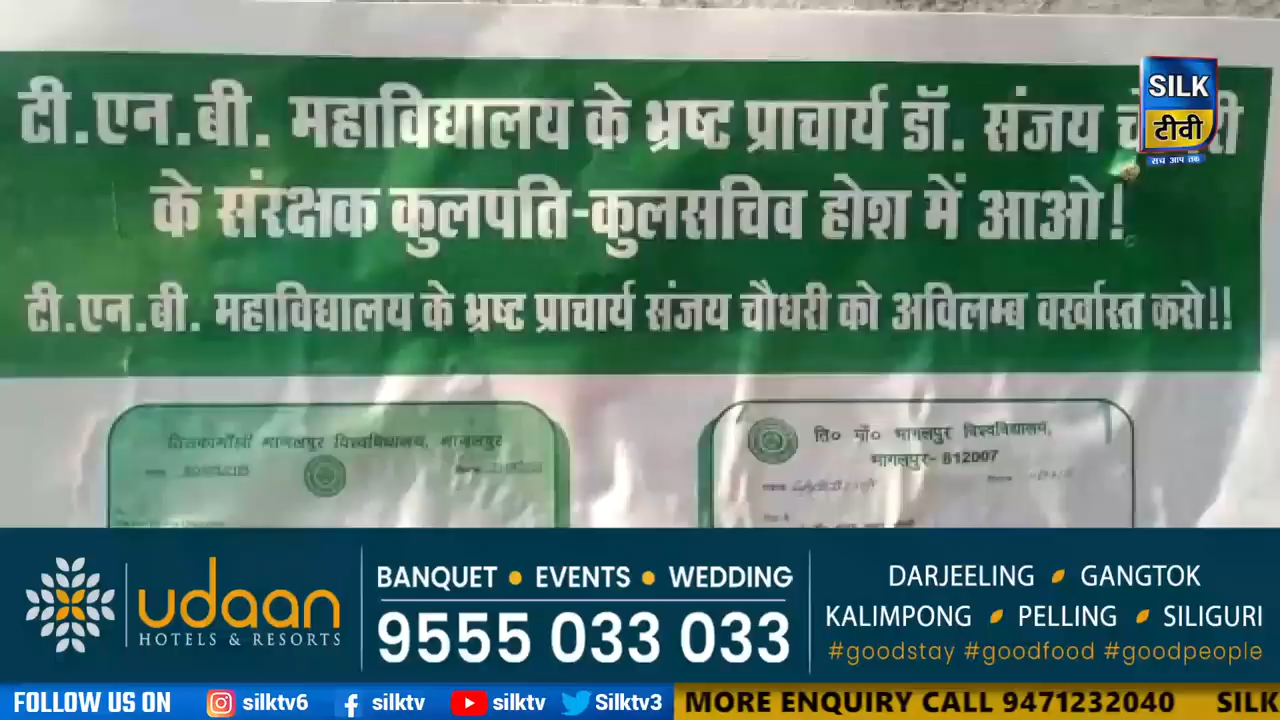 टी.एन.बी. महाविद्यालय के भ्रष्ट प्राचार्य डॉ. संजय
के संरक्षक कुलपति-कुलसचिव होश में आओ!
टी.एन.बी. महाविद्यालय के भ्रष्ट प्राचार्य संजय चौधरी को अविलम्ब वर्खास्त करो!!
SILK
टीवी
सच आप तक
भागलपुर विश्वविद्यालय, भागलपुर
ति० माँ० भागलपुर विश्वविद्यालय,
भागलपुर- 812007
udaan
HOTELS & RESORTS
BANQUET • EVENTS • WEDDING
9555 033 033
DARJEELING GANGTOK
KALIMPONG PELLING SILIGURI
#goodstay #goodfood #goodpeople
FOLLOW US ON silktv6 silktv silktv Silktv3 MORE ENQUIRY CALL 9471232040 SILK